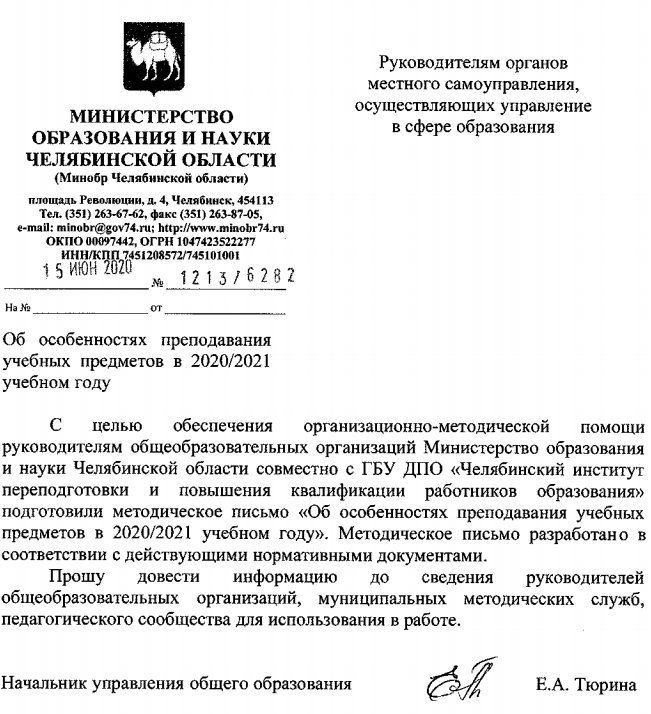 МИНИСТЕРСТВО
ОБРАЗОВАНИЯ И НАУКИ
ЧЕЛЯБИНСКОЙ ОБЛАСТИ
(Минобр Челябинской области)
площадь Революции, д. 4, Челябинск, 454113
Тел. (351) 263-67-62, факс (351) 263-87-05,
e-mail: minobr@gov74.ru; http://www.minobr74.ru
ОКПО 00097442, ОГРН 1047423522277
ИНН/КПП 7451208572/745101001
15 ИЮН 2020 № 1213/6282
На № от
Руководителям органов
местного самоуправления,
осуществляющих управление
в сфере образования
Об особенностях преподавания
учебных предметов в 2020/2021
учебном году
С целью обеспечения организационно-методической помощи
руководителям общеобразовательных организаций Министерство образования
и науки Челябинской области совместно с ГБУ ДПО «Челябинский институт
переподготовки и повышения квалификации работников образования»
подготовили методическое письмо «Об особенностях преподавания учебных
предметов в 2020/2021 учебном году». Методическое письмо разработано в
соответствии с действующими нормативными документами.
Прошу довести информацию до сведения руководителей
общеобразовательных организаций, муниципальных методических служб,
педагогического сообщества для использования в работе.
Начальник управления общего образования Е.А. Тюрина